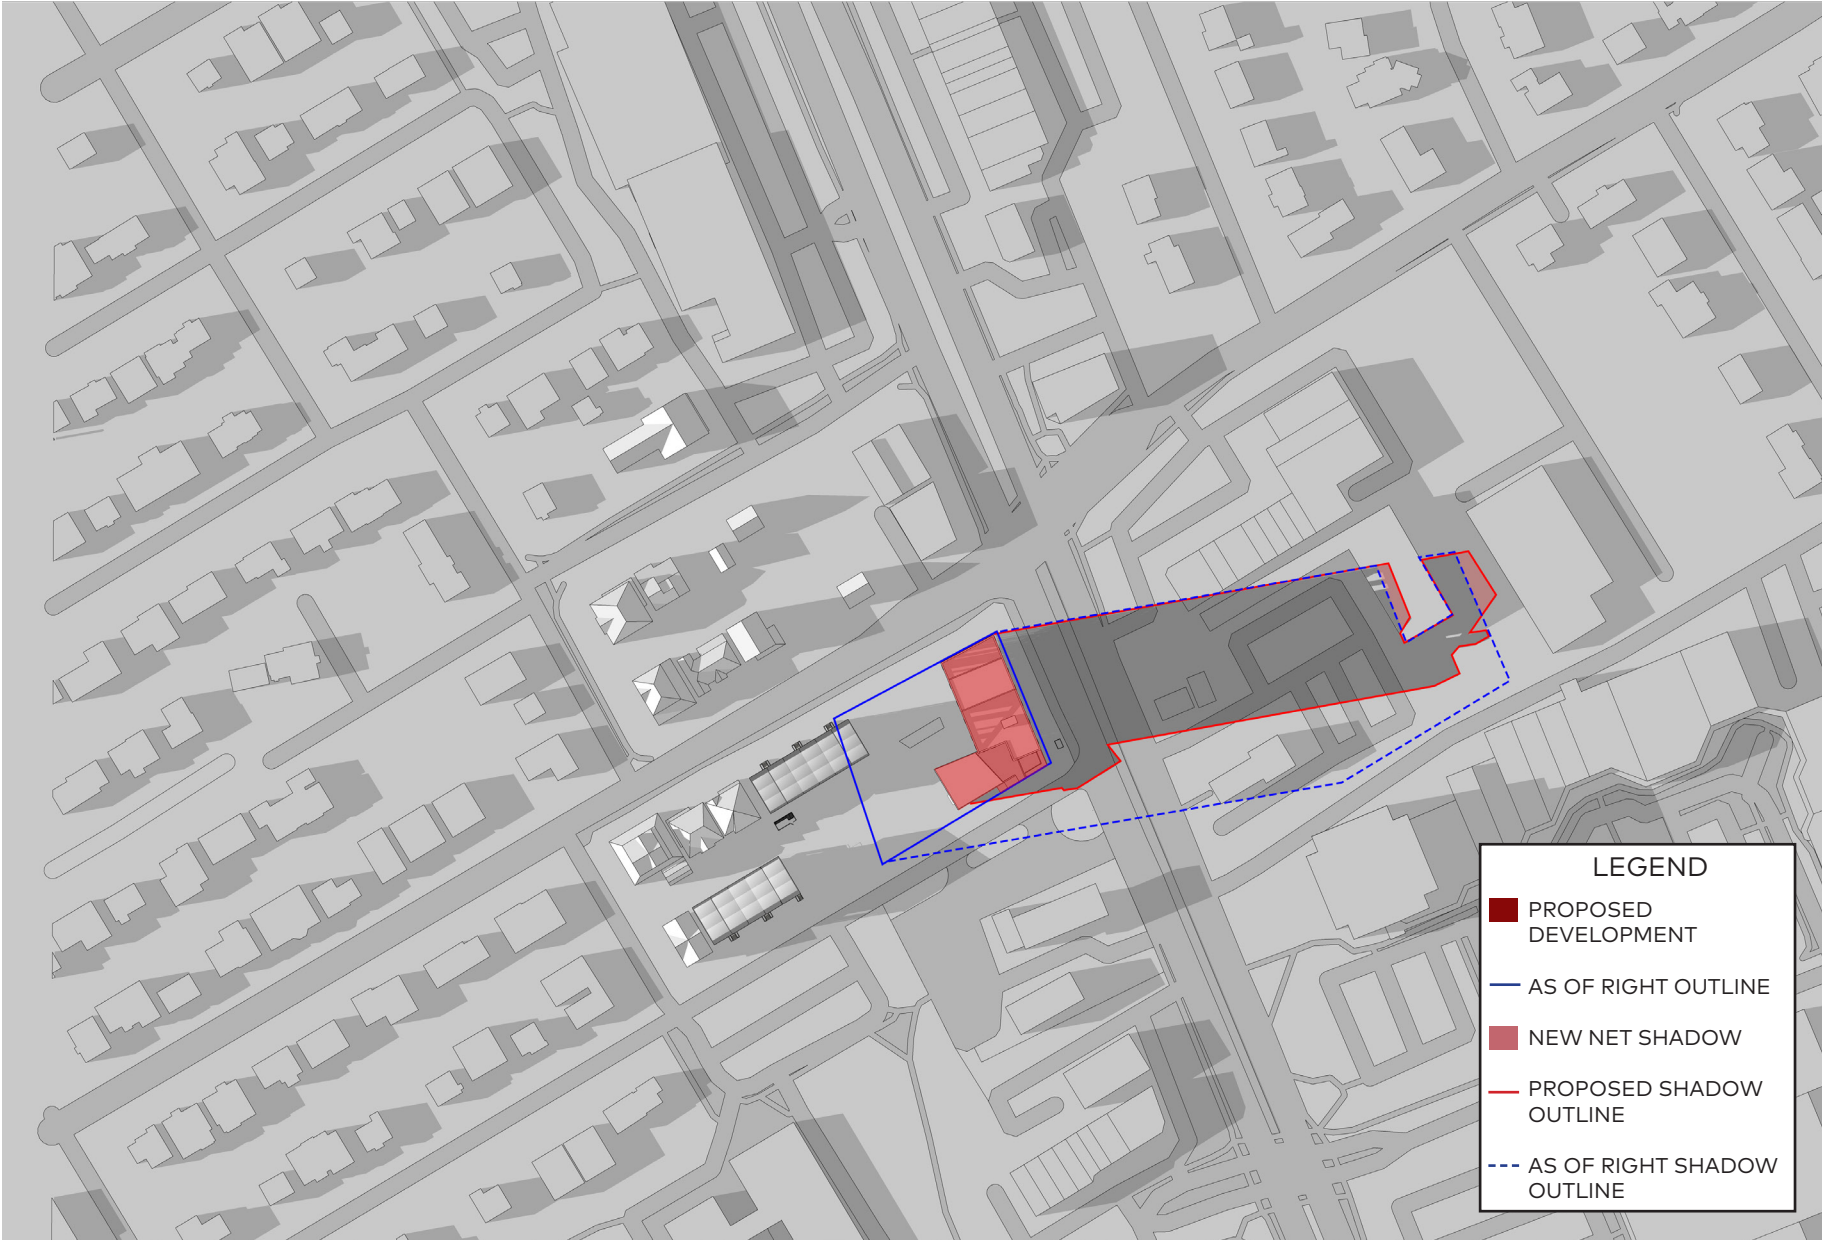 LEGEND
PROPOSED
DEVELOPMENT
AS OF RIGHT OUTLINE
NEW NET SHADOW
PROPOSED SHADOW
OUTLINE
AS OF RIGHT SHADOW
OUTLINE